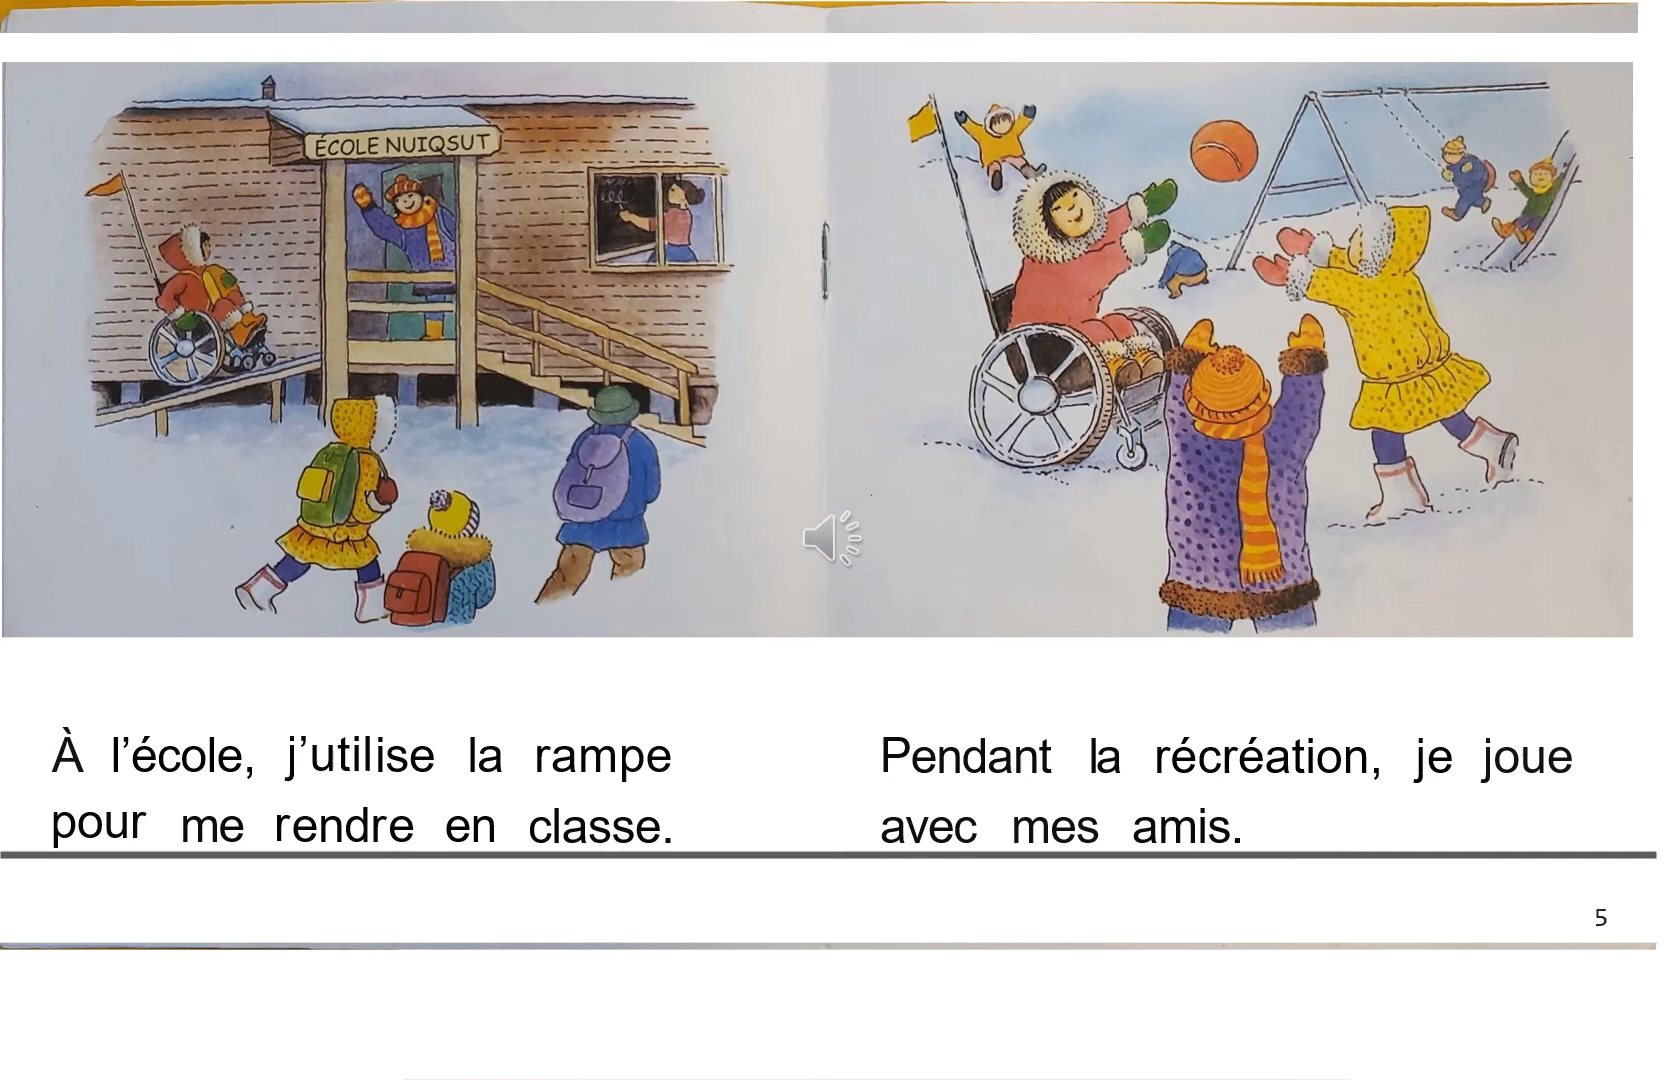 ÉCOLE NUIQSUT
À l’école, j’utilise la rampe
pour me rendre en classe.
Pendant la récréation, je joue
avec mes amis.
5